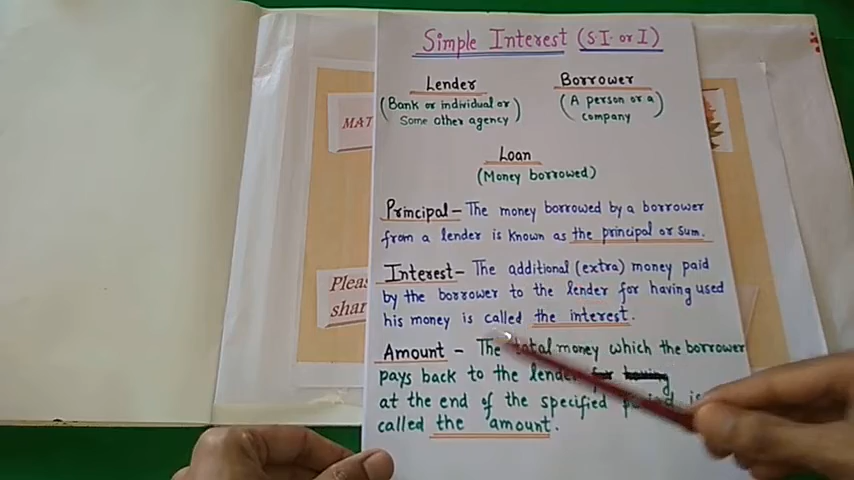 Simple Interest (S I. or I)
Lender
Borrower
(Bank or individual or
Some other agency)
(A person or a
company)
Loan
(Money borrowed)
Principal - The money borrowed by a borrower
from a lender is known as the principal or sum.
Interest - The additional (extra) money paid
by the borrower to the lender for having used
his money is called the interest.
Amount - The total money which the borrower
pays back to the lender for having
at the end of the specified period is
called the amount.
MAT
Pleas
shar